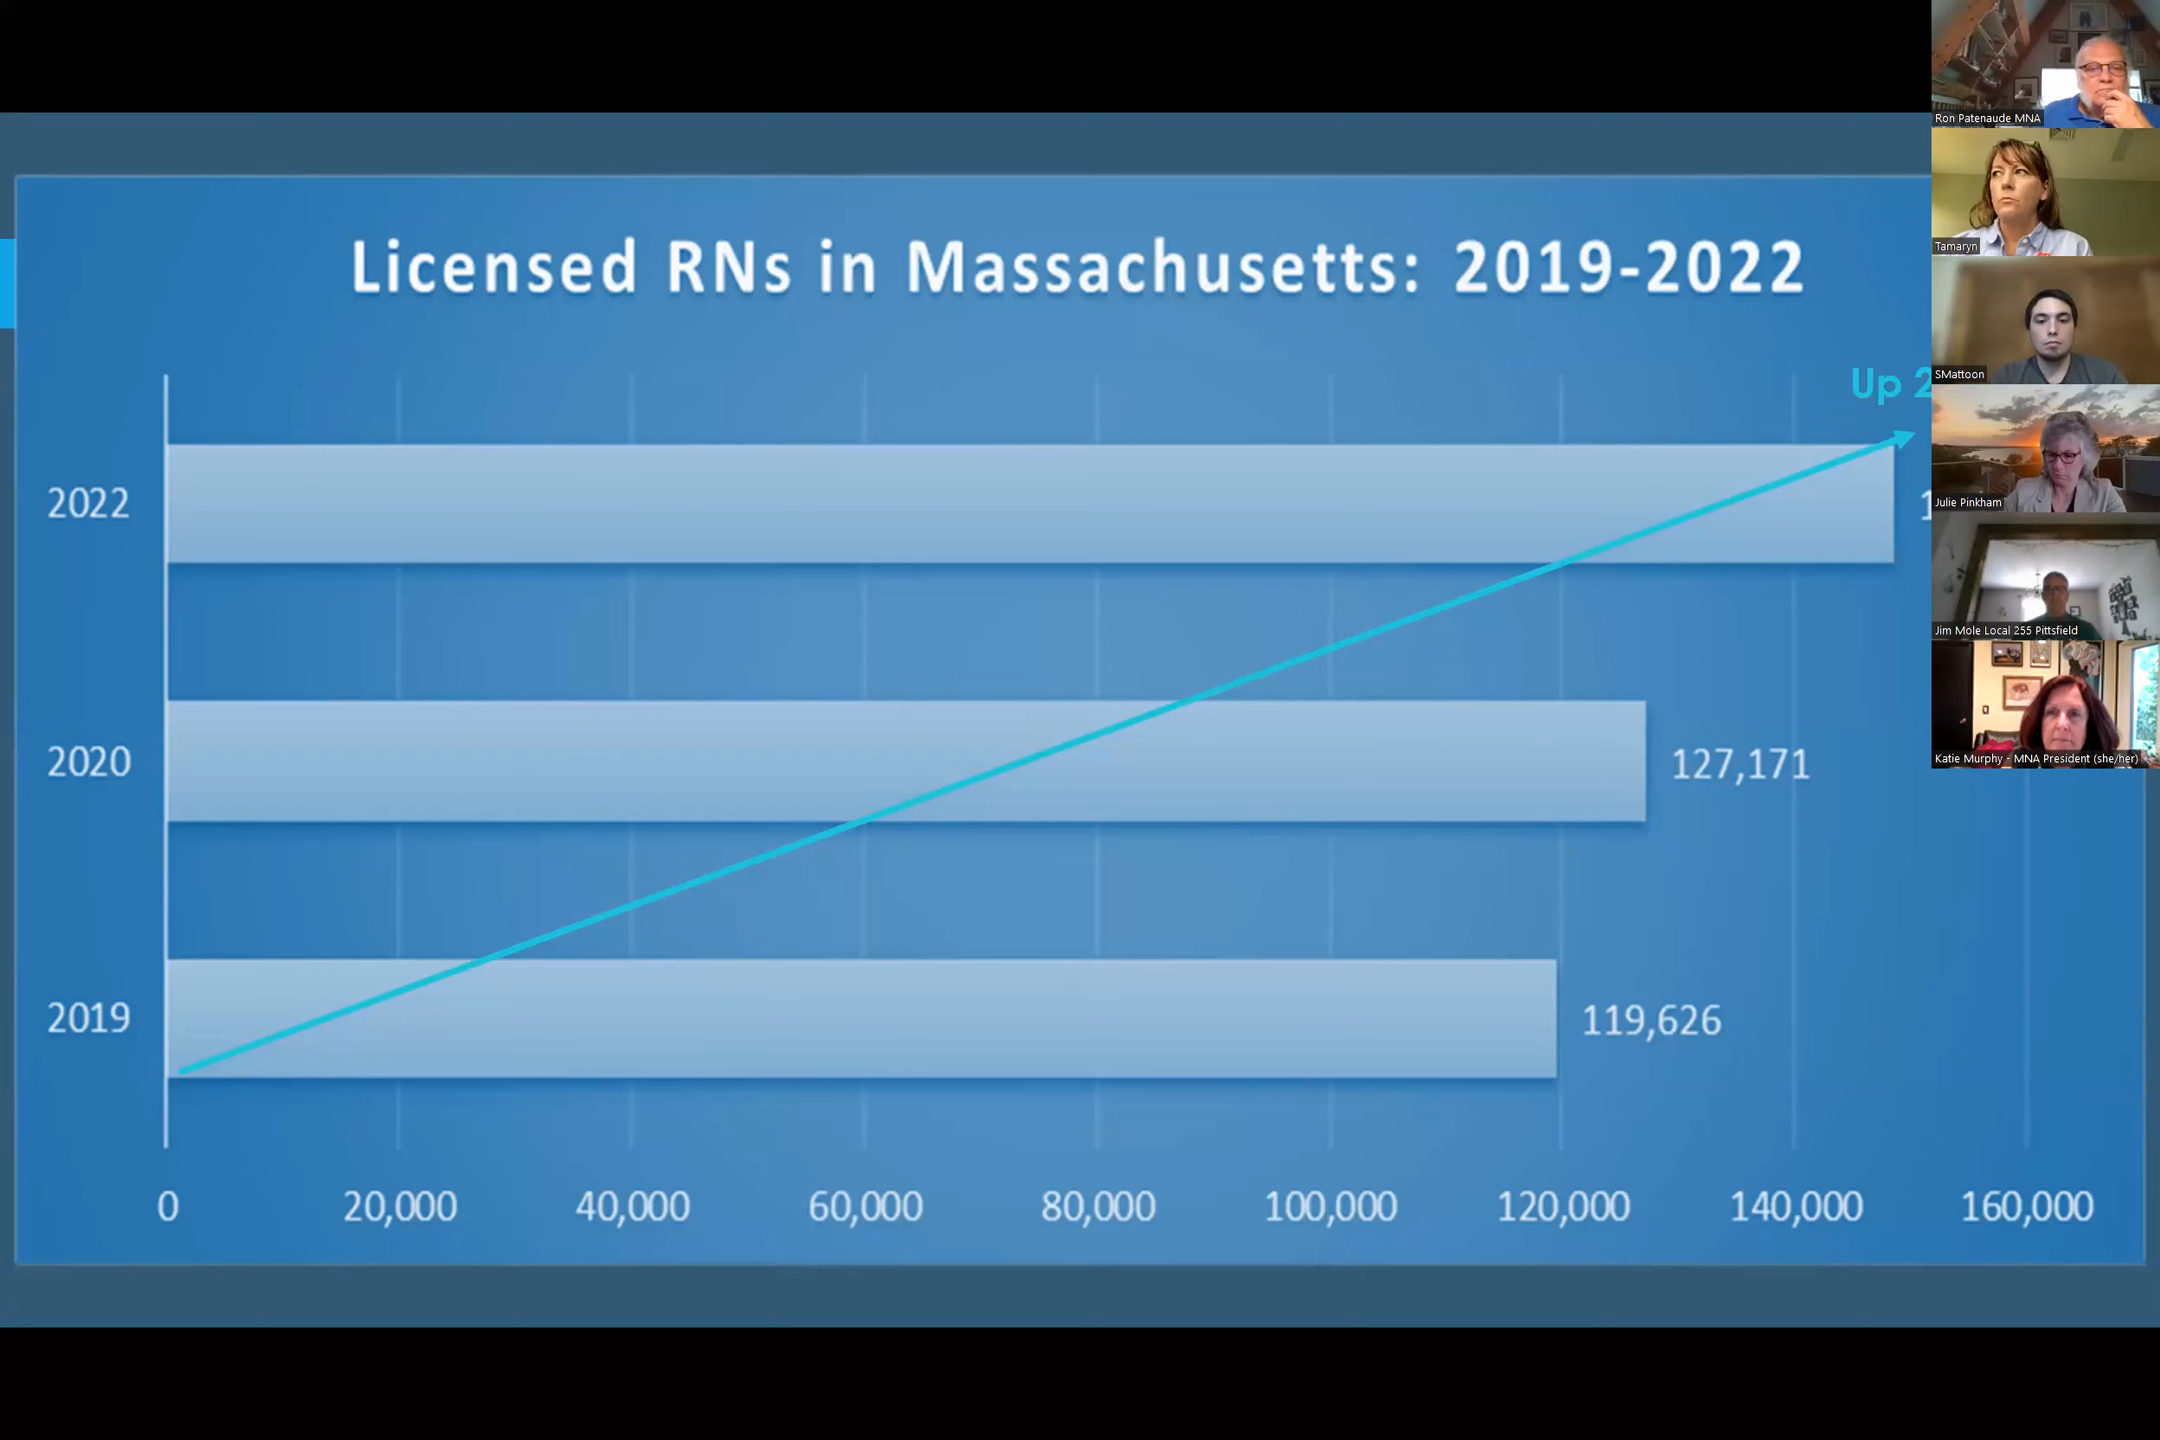 Licensed RNs in Massachusetts: 2019-2022
Up 2
2022
1
2020
127,171
2019
119,626
0 20,000 40,000 60,000 80,000 100,000 120,000 140,000 160,000
Ron Patenaude MNA
Tamaryn
SMattoon
Julie Pinkham
Jim Mole Local 255 Pittsfield
Katie Murphy - MNA President (she/her)